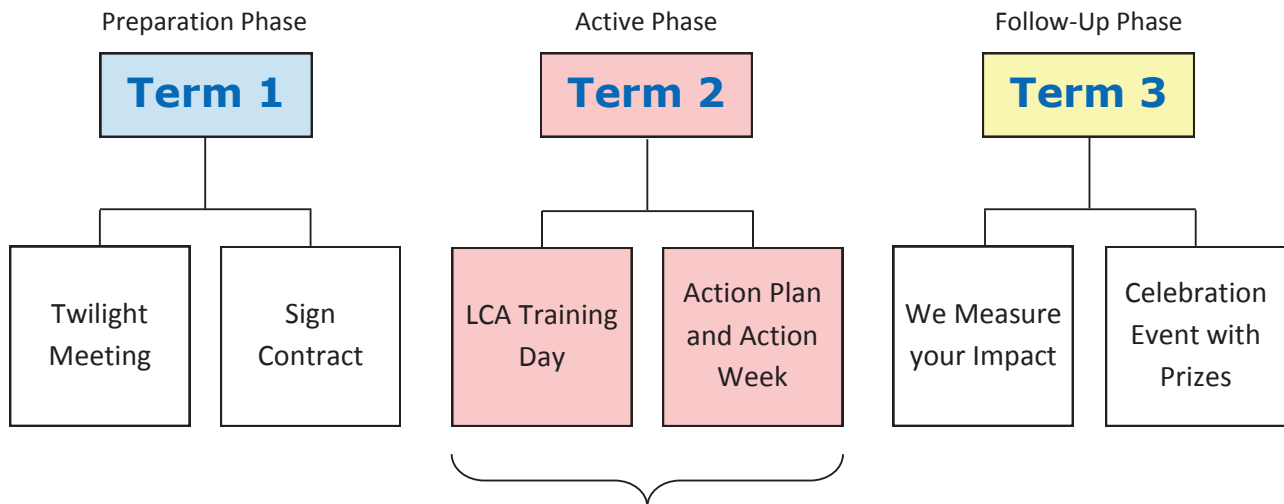 Preparation Phase
Active Phase
Follow-Up Phase
Term 1
Term 2
Term 3
Twilight
Meeting
Sign
Contract
LCA Training
Day
Action Plan
and Action
Week
We Measure
your Impact
Celebration
Event with
Prizes